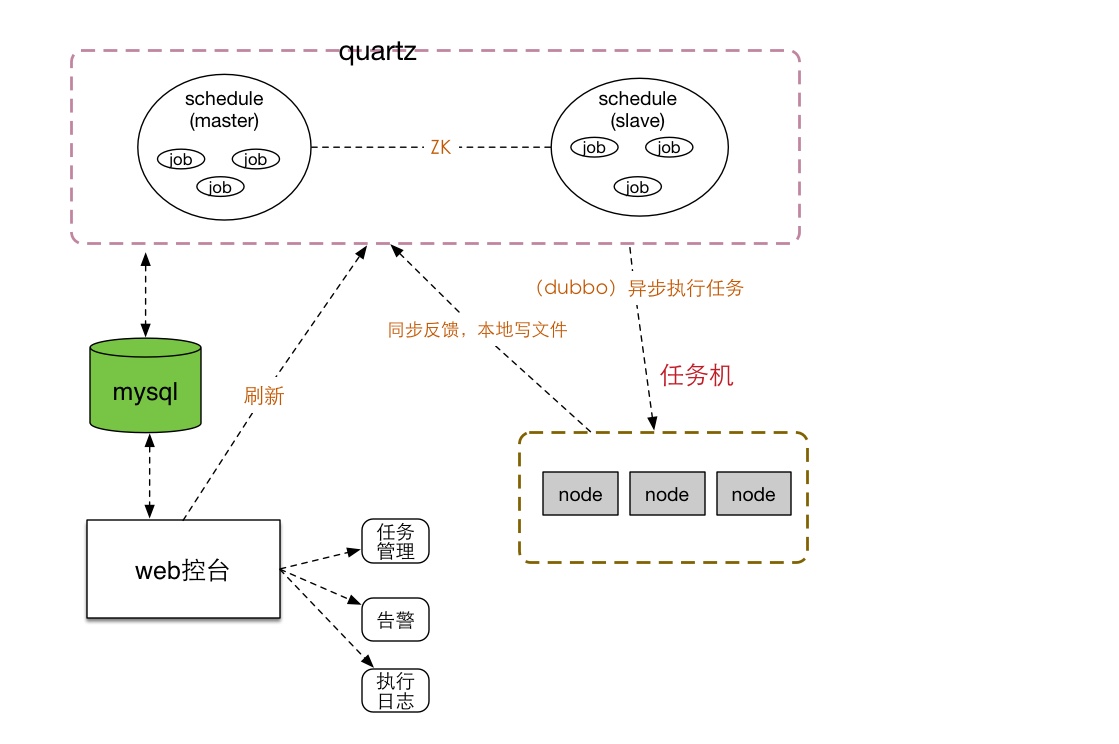 quartz
schedule
(master)
job
job
job
ZK
schedule
(slave)
job
job
job
（dubbo）异步执行任务
同步反馈，本地写文件
任务机
mysql
刷新
node
node
node
web控台
任务
管理
告警
执行
日志